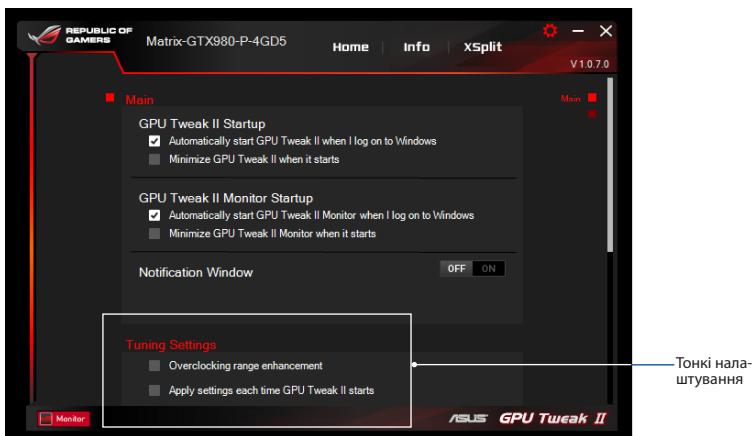 REPUBLIC OF
GAMERS
Matrix-GTX980-P-4GD5
Home
Info
XSplit
V 1.0.7.0
Main
Main
GPU Tweak II Startup
Automatically start GPU Tweak II when I log on to Windows
Minimize GPU Tweak II when it starts
GPU Tweak II Monitor Startup
Automatically start GPU Tweak II Monitor when I log on to Windows
Minimize GPU Tweak II Monitor when it starts
Notification Window
OFF ON
Tuning Settings
Overclocking range enhancement
Apply settings each time GPU Tweak II starts
Тонкі нала-
штування
Monitor
ASUS GPU Tweak II